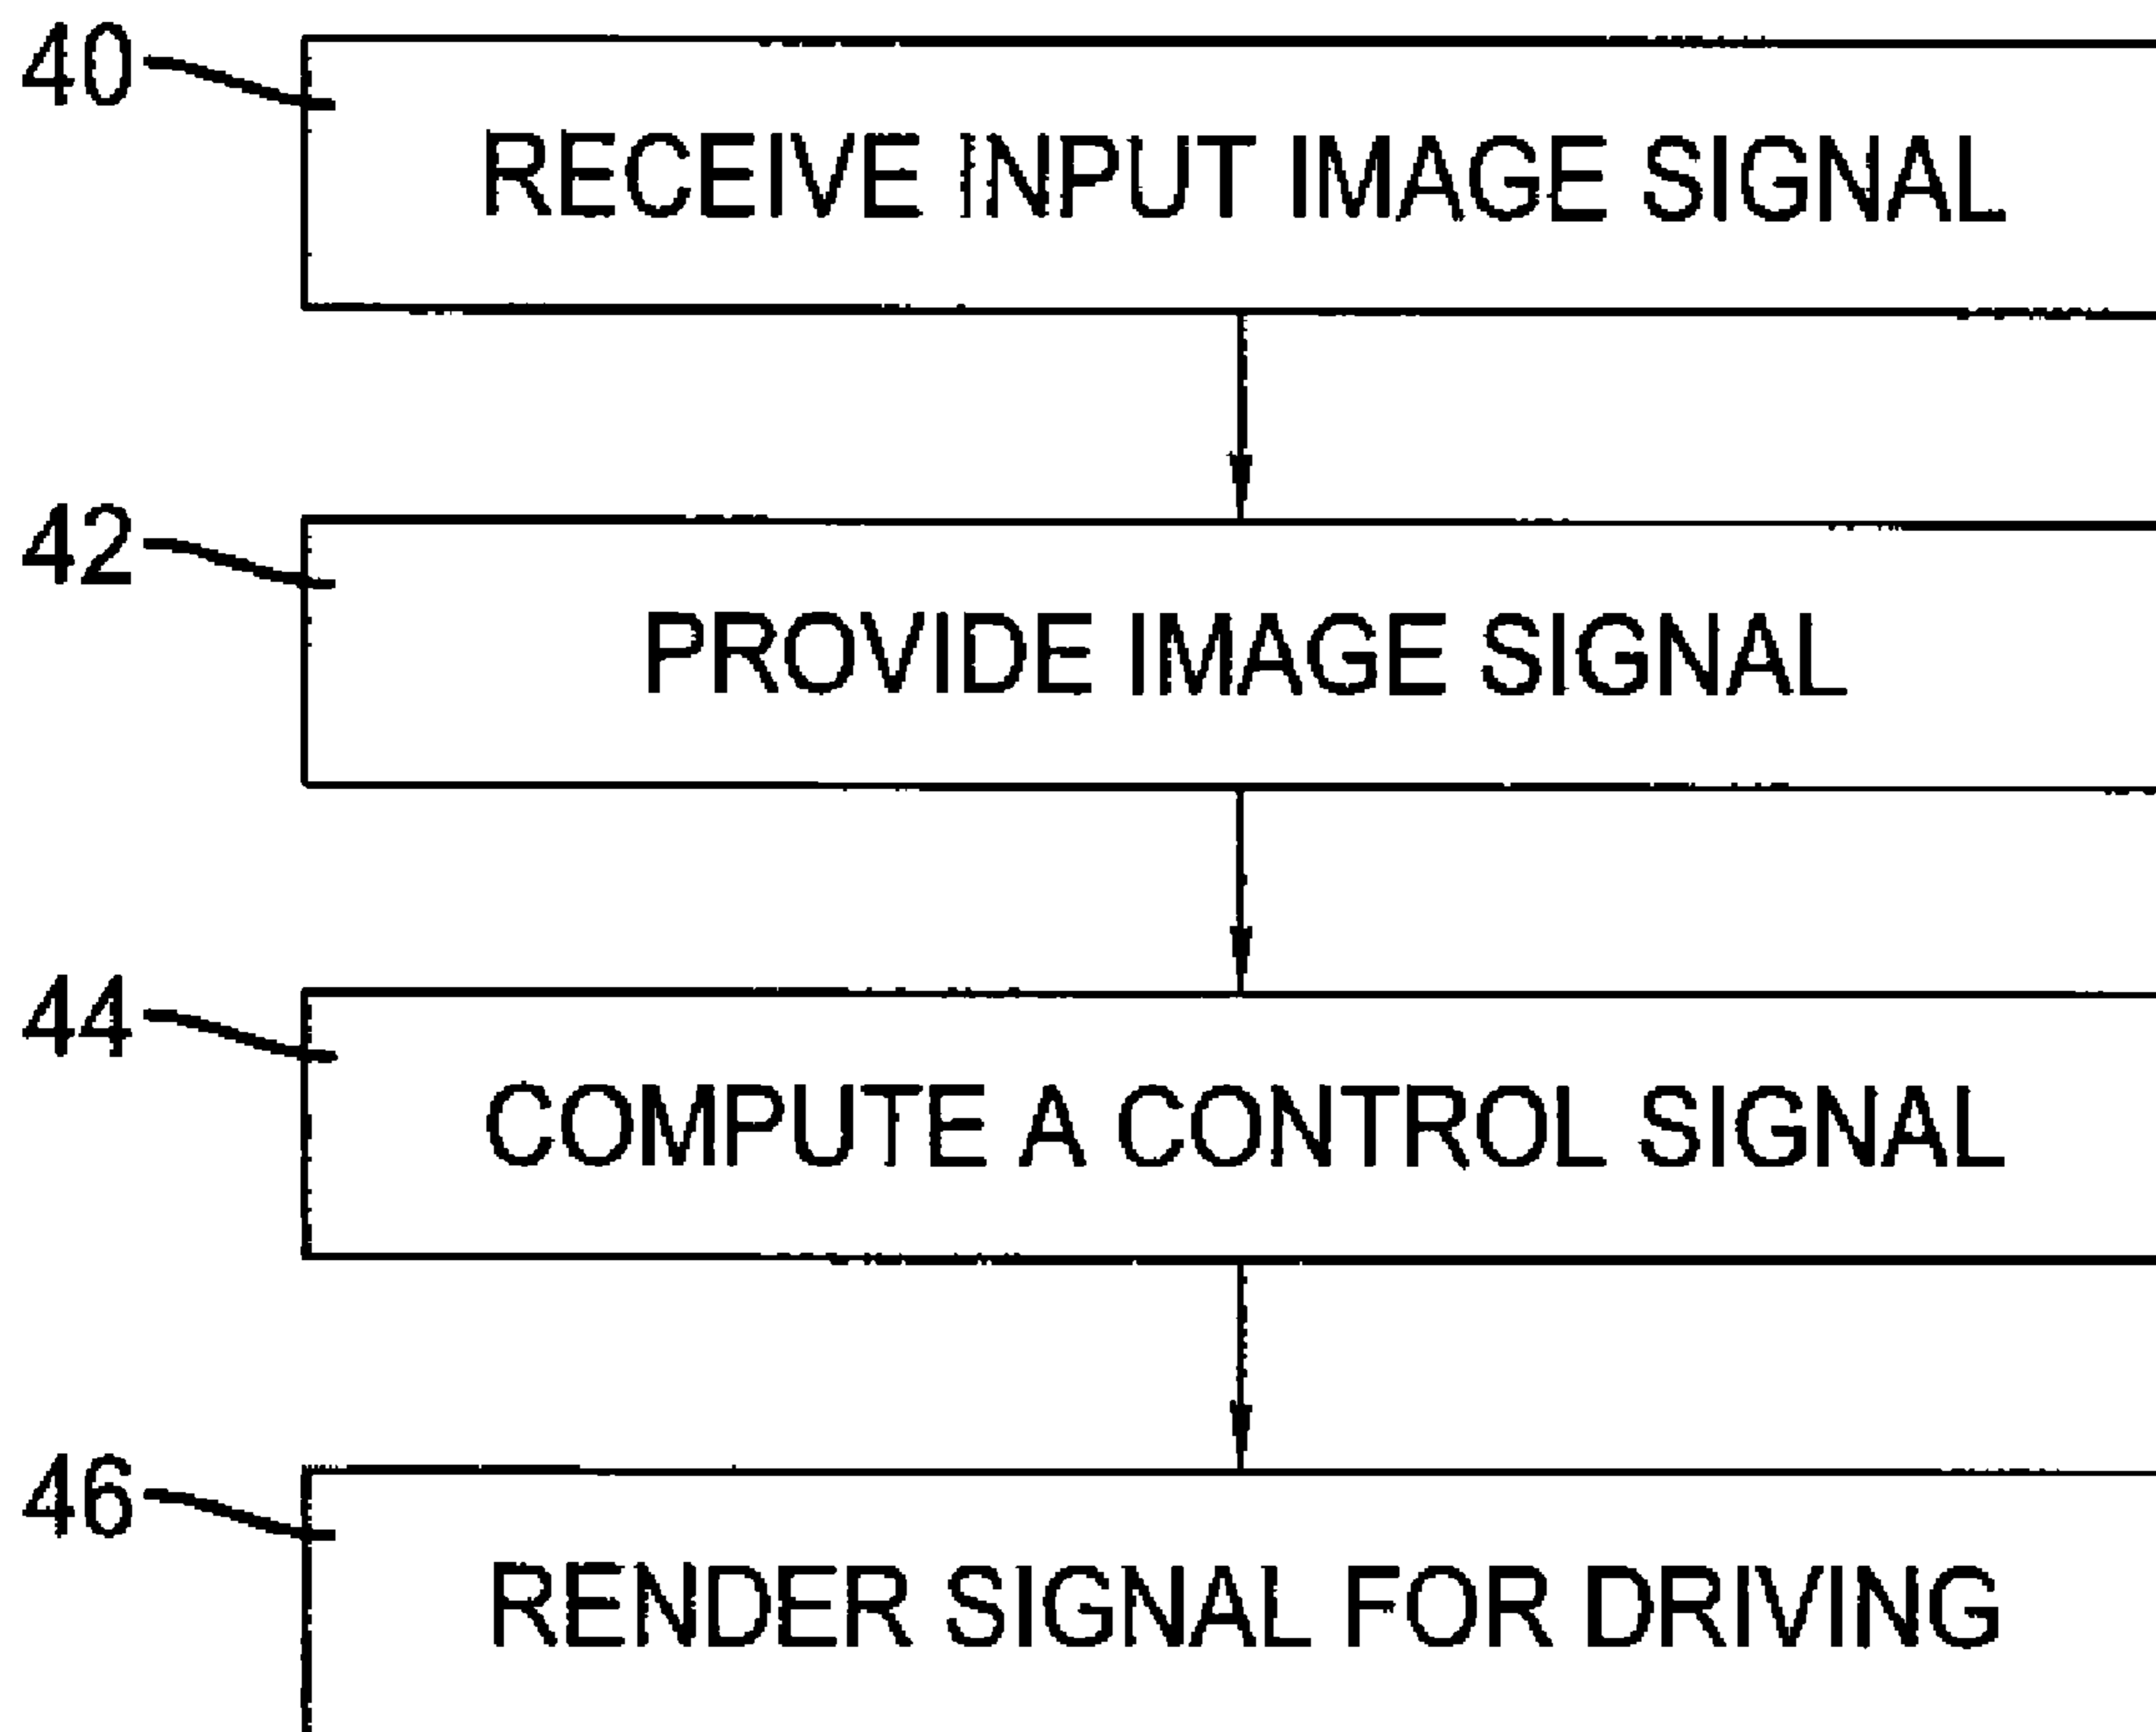 40
RECEIVE INPUT IMAGE SIGNAL
42
PROVIDE IMAGE SIGNAL
44
COMPUTE A CONTROL SIGNAL
46
RENDER SIGNAL FOR DRIVING